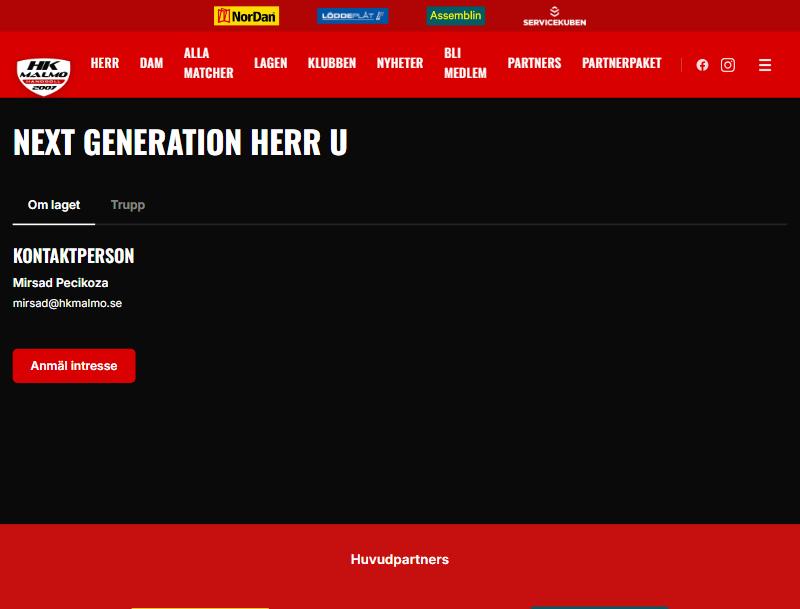 NorDan
LÖDDEPLÅT
Assemblin
SERVICEKUBEN
HK
MALMÖ
HANDBOLL
2007
HERR
DAM
ALLA MATCHER
LAGEN
KLUBBEN
NYHETER
BLI MEDLEM
PARTNERS
PARTNERPAKET
NEXT GENERATION HERR U
Om laget
Trupp
KONTAKTPERSON
Mirsad Pecikoza
mirsad@hkmalmo.se
Anmäl intresse
Huvudpartners